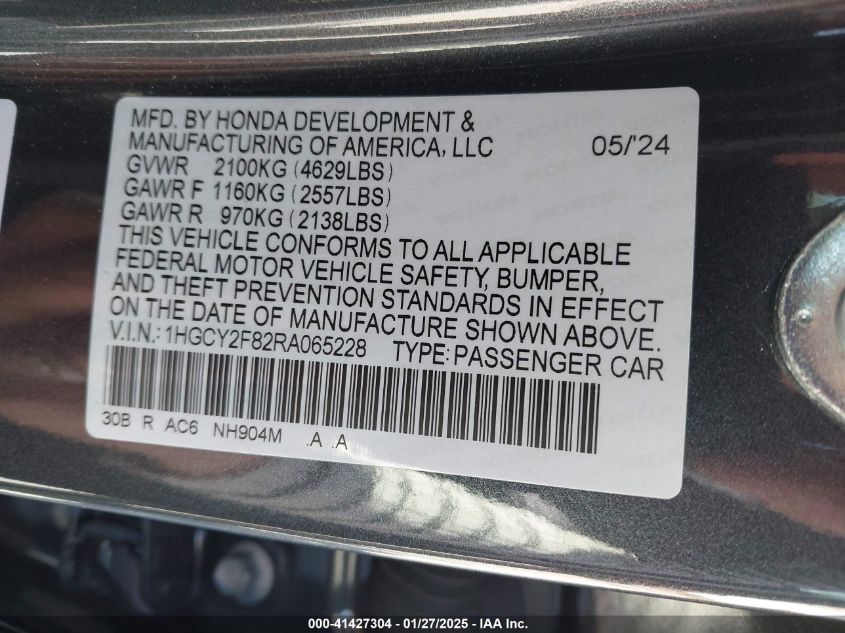 MFD. BY HONDA DEVELOPMENT &
MANUFACTURING OF AMERICA, LLC 05/'24
GVWR 2100KG (4629LBS)
GAWR F 1160KG (2557LBS)
GAWR R 970KG (2138LBS)
THIS VEHICLE CONFORMS TO ALL APPLICABLE
FEDERAL MOTOR VEHICLE SAFETY, BUMPER,
AND THEFT PREVENTION STANDARDS IN EFFECT
ON THE DATE OF MANUFACTURE SHOWN ABOVE.
V.I.N.: 1HGCY2F82RA065228 TYPE: PASSENGER CAR
30B R AC6 NH904M .A .A
000-41427304 / 01/27/2025 - IAA Inc.